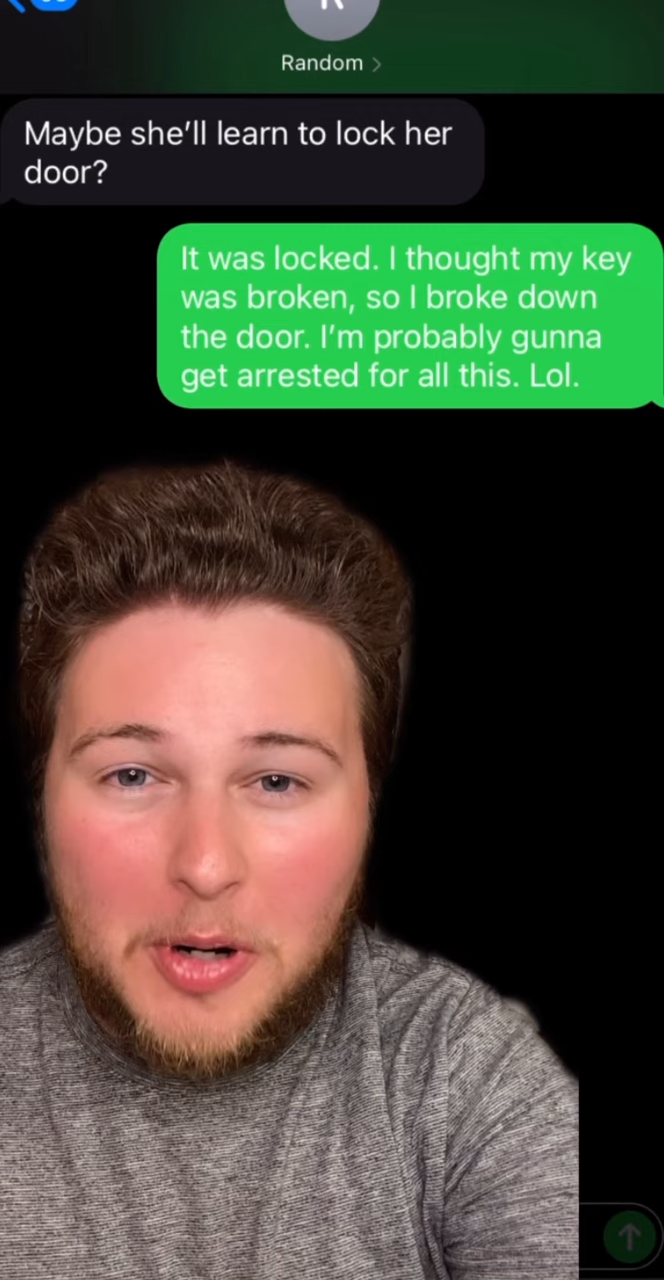 Random
Maybe she’ll learn to lock her
door?
It was locked. I thought my key
was broken, so I broke down
the door. I’m probably gunna
get arrested for all this. Lol.